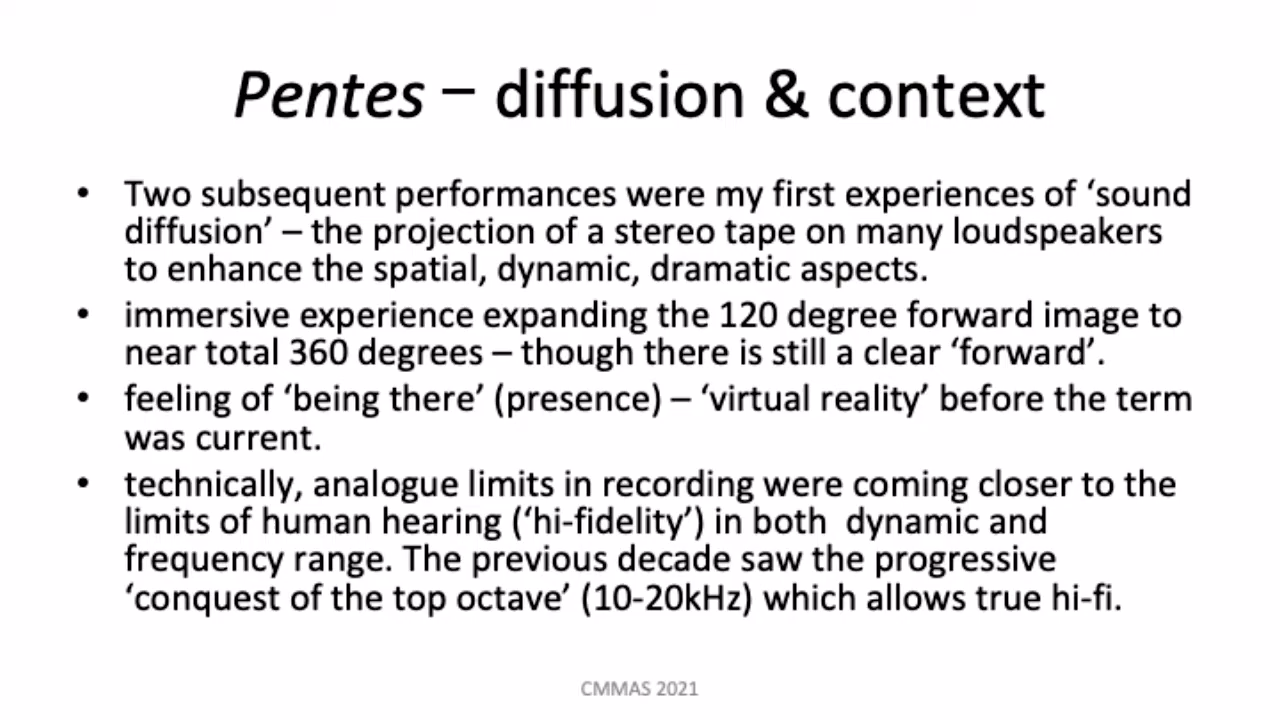 Pentes – diffusion & context
• Two subsequent performances were my first experiences of ‘sound
diffusion’ – the projection of a stereo tape on many loudspeakers
to enhance the spatial, dynamic, dramatic aspects.
• immersive experience expanding the 120 degree forward image to
near total 360 degrees – though there is still a clear ‘forward’.
• feeling of ‘being there’ (presence) – ‘virtual reality’ before the term
was current.
• technically, analogue limits in recording were coming closer to the
limits of human hearing (‘hi-fidelity’) in both  dynamic and
frequency range. The previous decade saw the progressive
‘conquest of the top octave’ (10-20kHz) which allows true hi-fi.
CMMAS 2021